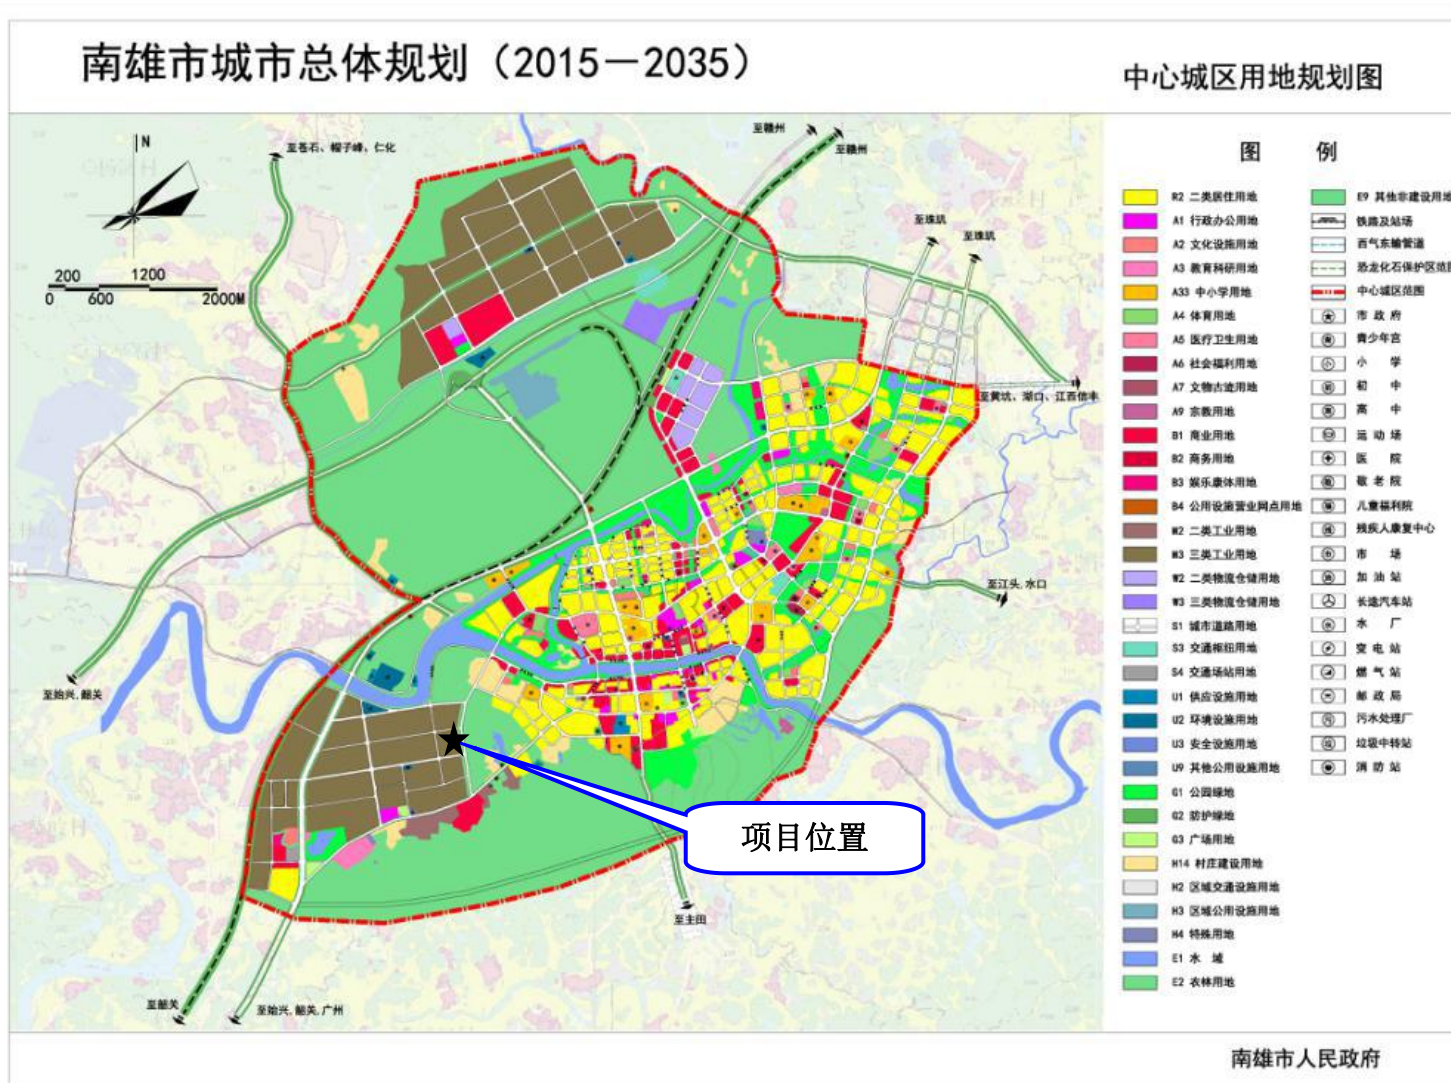 南雄市城市总体规划（2015－2035）
中心城区用地规划图
N
200
1200
0
600
2000M
至苍石、帽子峰、仁化
至赣州
至赣州
至珠玑
至珠玑
至黄坑、湖口、江西信丰
至江头、水口
至始兴、韶关
项目位置
至主田
至韶关
至始兴、韶关、广州
图 例
R2 二类居住用地
A1 行政办公用地
A2 文化设施用地
A3 教育科研用地
A33 中小学用地
A4 体育用地
A5 医疗卫生用地
A6 社会福利用地
A7 文物古迹用地
A9 宗教用地
B1 商业用地
B2 商务用地
B3 娱乐康体用地
B4 公用设施营业网点用地
M2 二类工业用地
M3 三类工业用地
W2 二类物流仓储用地
W3 三类物流仓储用地
S1 城市道路用地
S3 交通枢纽用地
S4 交通场站用地
U1 供应设施用地
U2 环境设施用地
U3 安全设施用地
U9 其他公用设施用地
G1 公园绿地
G2 防护绿地
G3 广场用地
H14 村庄建设用地
H2 区域交通设施用地
H3 区域公用设施用地
H4 特殊用地
E1 水 域
E2 农林用地
E9 其他非建设用地
铁路及站场
西气东输管道
恐龙化石保护区范围
中心城区范围
市 政 府
青少年宫
小 学
初 中
高 中
运 动 场
医 院
敬 老 院
儿童福利院
残疾人康复中心
市 场
加 油 站
长途汽车站
水 厂
变 电 站
燃 气 站
邮 政 局
污水处理厂
垃圾中转站
消 防 站
南雄市人民政府